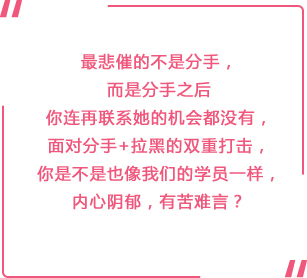 最悲催的不是分手，
而是分手之后
你连再联系她的机会都没有，
面对分手+拉黑的双重打击，
你是不是也像我们的学员一样，
内心阴郁，有苦难言？